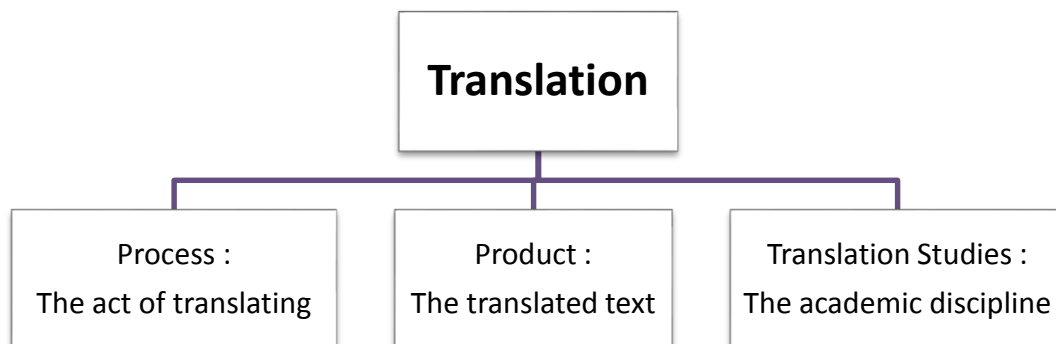 Translation
Process :
The act of translating
Product :
The translated text
Translation Studies :
The academic discipline